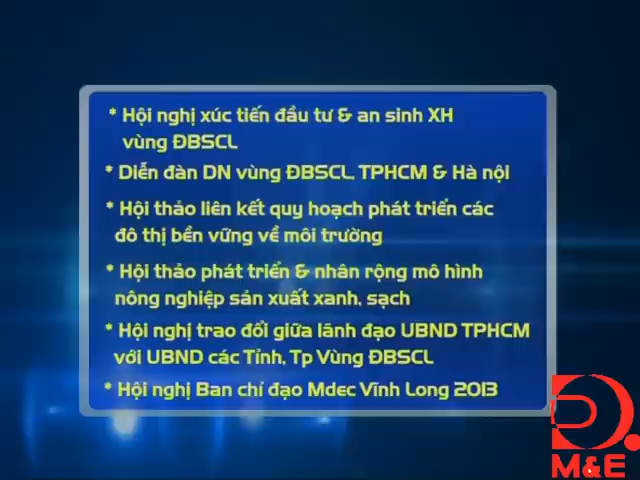 * Hội nghị xúc tiến đầu tư & an sinh XH
vùng ĐBSCL
* Diễn đàn DN vùng ĐBSCL, TPHCM & Hà nội
* Hội thảo liên kết quy hoạch phát triển các
đô thị bền vững về môi trường
* Hội thảo phát triển & nhân rộng mô hình
nông nghiệp sản xuất xanh, sạch
* Hội nghị trao đổi giữa lãnh đạo UBND TPHCM
với UBND các Tỉnh, Tp Vùng ĐBSCL
* Hội nghị Ban chỉ đạo Mdec Vĩnh Long 2013
M&E